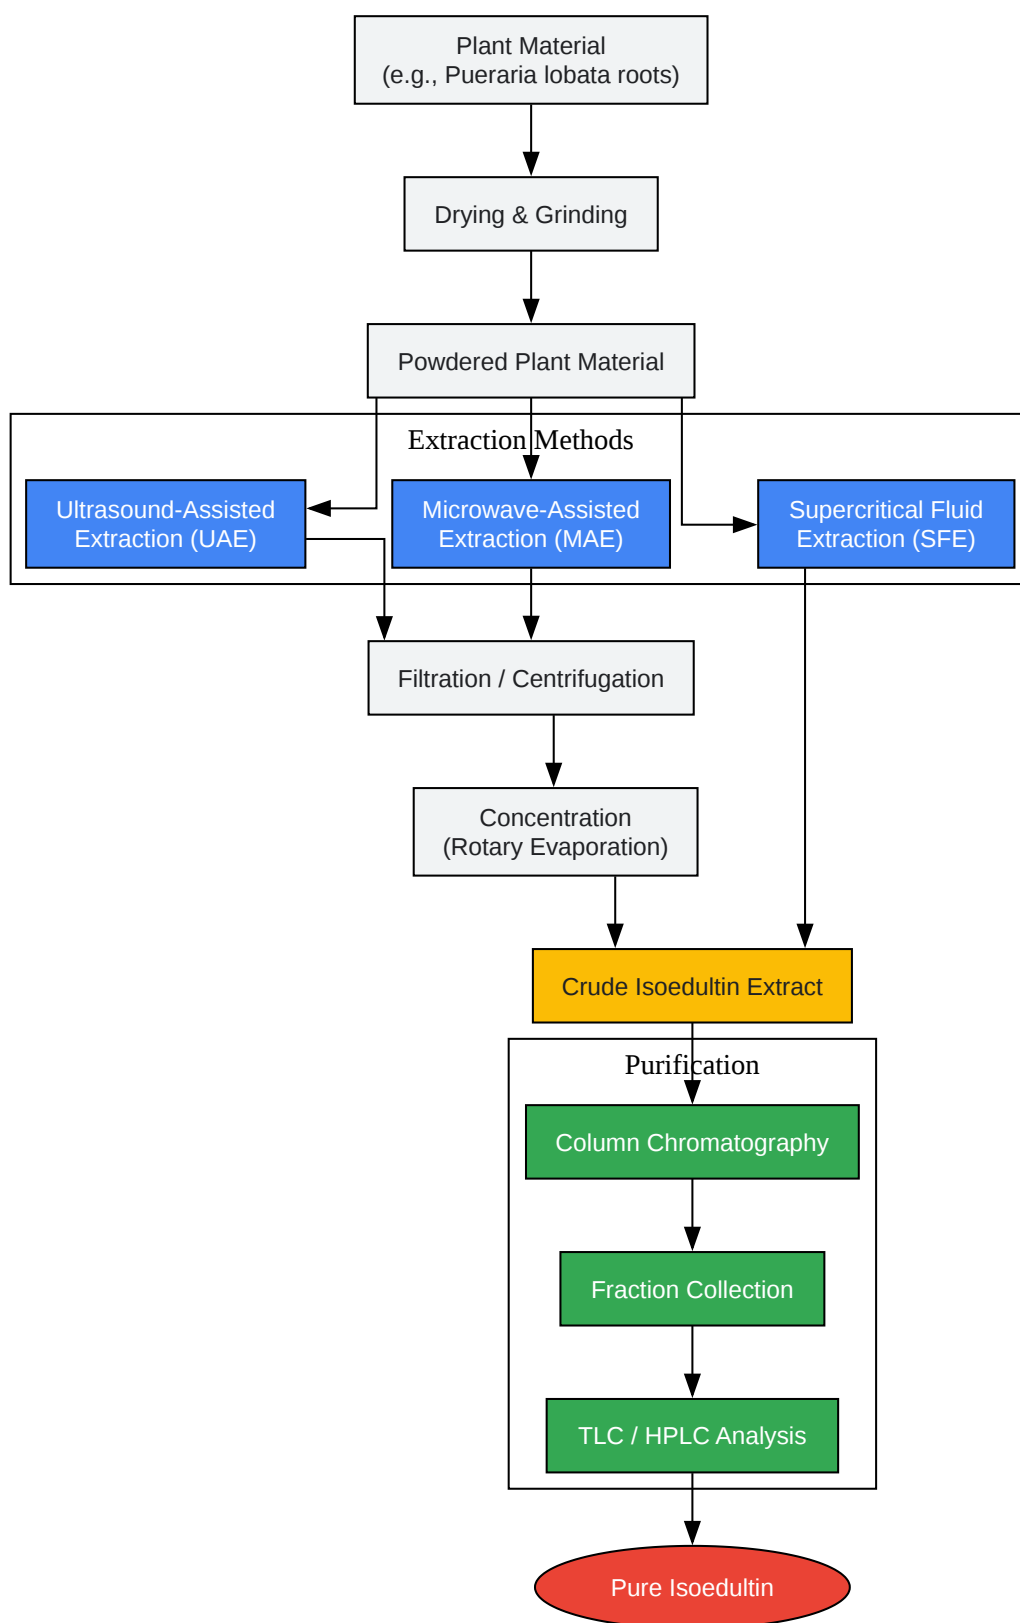 Plant Material
(e.g., Pueraria lobata roots)
Drying & Grinding
Powdered Plant Material
Extraction Methods
Ultrasound-Assisted
Extraction (UAE)
Microwave-Assisted
Extraction (MAE)
Supercritical Fluid
Extraction (SFE)
Filtration / Centrifugation
Concentration
(Rotary Evaporation)
Crude Isoedultin Extract
Purification
Column Chromatography
Fraction Collection
TLC / HPLC Analysis
Pure Isoedultin